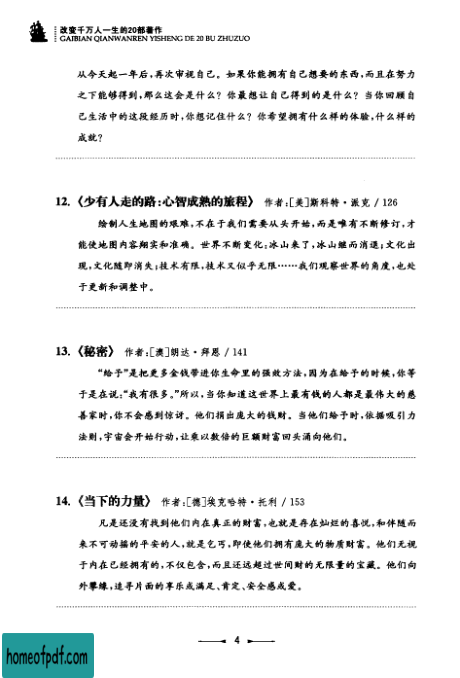 改变千万人一生的20部著作
GAIBIAN QIANWANREN YISHENG DE 20 BU ZHUZUO
从今天起一年后,再次审视自己。如果你能拥有自己想要的东西,而且在努力
之下能够得到,那么这会是什么?你最想让自己得到的是什么?当你回顾自
己生活中的这段经历时,你想记住什么?你希望拥有什么样的体验,什么样的
成就?
12.《少有人走的路:心智成熟的旅程》 作者:[美]斯科特·派克 / 126
绘制人生地图的艰难,不在于我们需要从头开始,而是唯有不断修订,才
能使地图内容翔实和准确。世界不断变化:冰山来了,冰山继而消退;文化出
现,文化随即消失;技术有限,技术又似乎无限……我们观察世界的角度,也处
于更新和调整中。
13.《秘密》 作者:[澳]朗达·拜恩 / 141
“给予”是把更多金钱带进你生命里的强效方法,因为在给予的时候,你等
于是在说:“我有很多。”所以,当你知道这世界上最有钱的人都是最伟大的慈
善家时,你不会感到惊讶。他们捐出庞大的钱财。当他们给予时,依据吸引力
法则,宇宙会开始行动,让乘以数倍的巨额财富回头涌向他们。
14.《当下的力量》 作者:[德]埃克哈特·托利 / 153
凡是还没有找到他们内在真正的财富,也就是存在灿烂的喜悦,和伴随而
来不可动摇的平安的人,就是乞丐,即使他们拥有庞大的物质财富。他们无视
于内在已经拥有的,不仅包含,而且还远超过世间财的无限量的宝藏。他们向
外攀缘,追寻片面的享乐或满足、肯定、安全感或爱。
4
homeofpdf.com